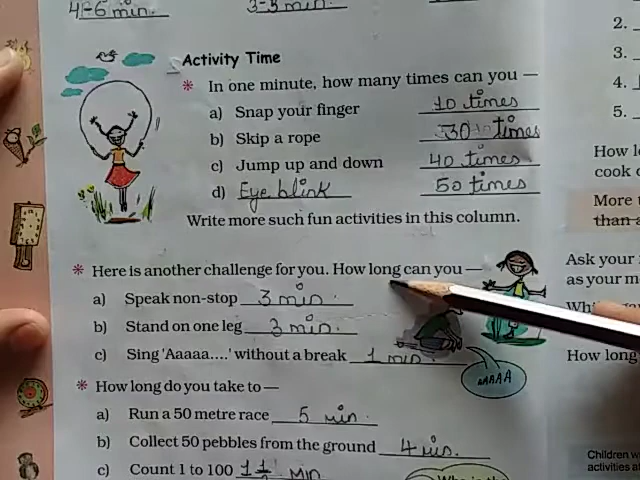 4-6 min.
3-5 min.
2.
Activity Time
3.
* In one minute, how many times can you —
4.
a) Snap your finger 10 times
5.
b) Skip a rope 30 times
c) Jump up and down 40 times
How l
cook
d) Eye blink 50 times
More
Write more such fun activities in this column.
than a
Ask your
* Here is another challenge for you. How long can you —
as your m
a) Speak non-stop 3 min.
b) Stand on one leg 3 min.
c) Sing 'Aaaaa....' without a break 1 min.
How long
AAAAA
* How long do you take to —
a) Run a 50 metre race 5 min.
b) Collect 50 pebbles from the ground 4 min.
Children w
activities a
c) Count 1 to 100 min